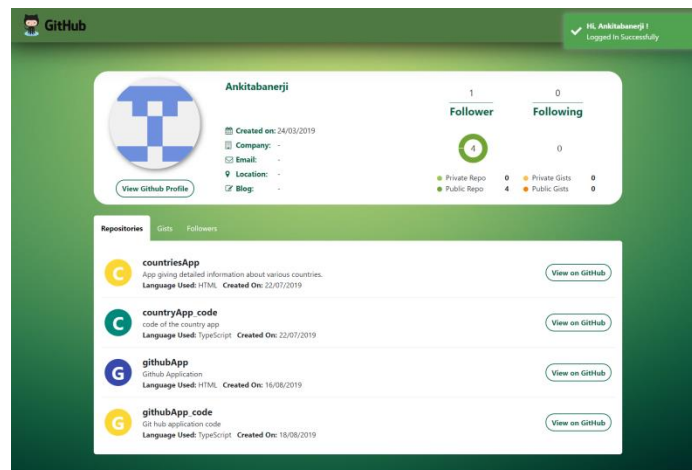 GitHub
Hi, Ankitabanerji !
Logged In Successfully
Ankitabanerji
Created on: 24/03/2019
Company: -
Email: -
Location: -
Blog: -
View Github Profile
1
Follower
0
Following
4
0
Private Repo 0
Public Repo 4
Private Gists 0
Public Gists 0
Repositories Gists Followers
C
countriesApp
App giving detailed information about various countries.
Language Used: HTML Created On: 22/07/2019
View on GitHub
C
countryApp_code
code of the country app
Language Used: TypeScript Created On: 22/07/2019
View on GitHub
G
githubApp
Github Application
Language Used: HTML Created On: 16/08/2019
View on GitHub
G
githubApp_code
Git hub application code
Language Used: TypeScript Created On: 18/08/2019
View on GitHub